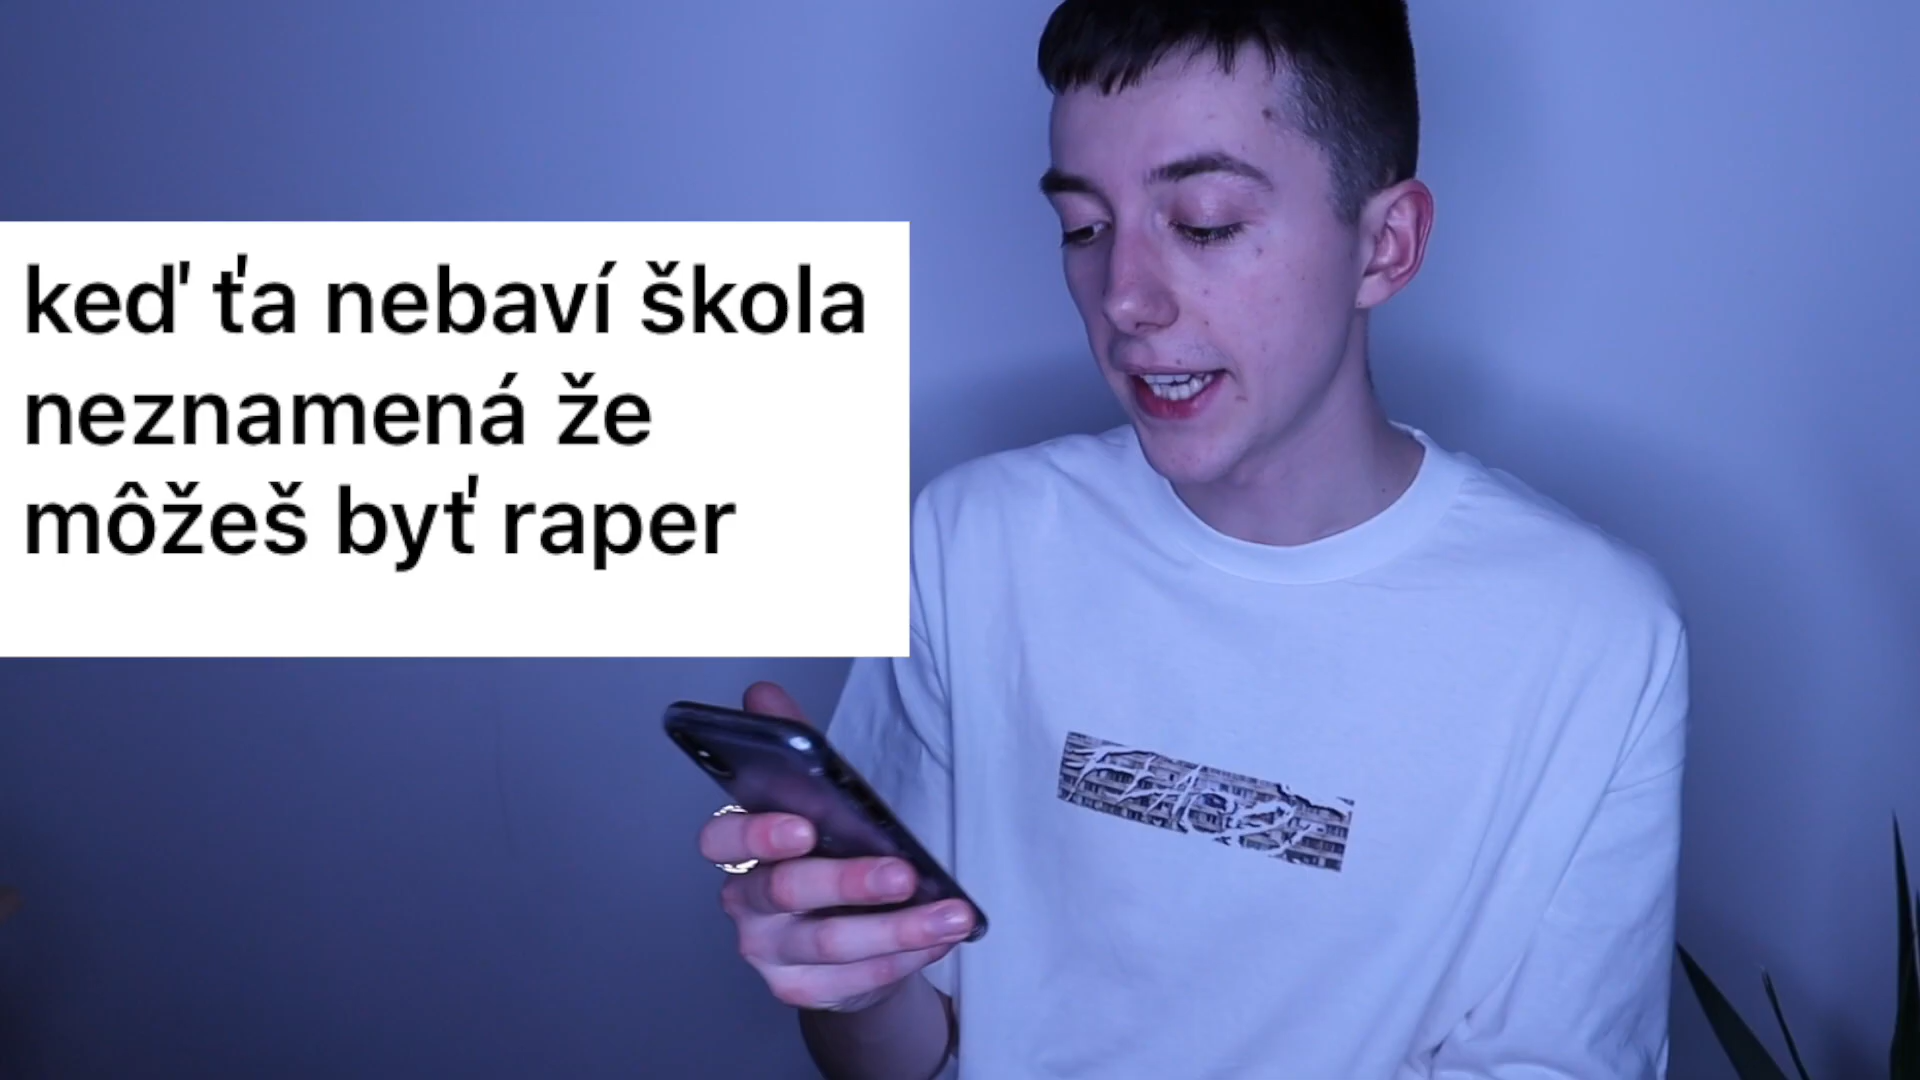 keď ťa nebaví škola
neznamená že
môžeš byť raper